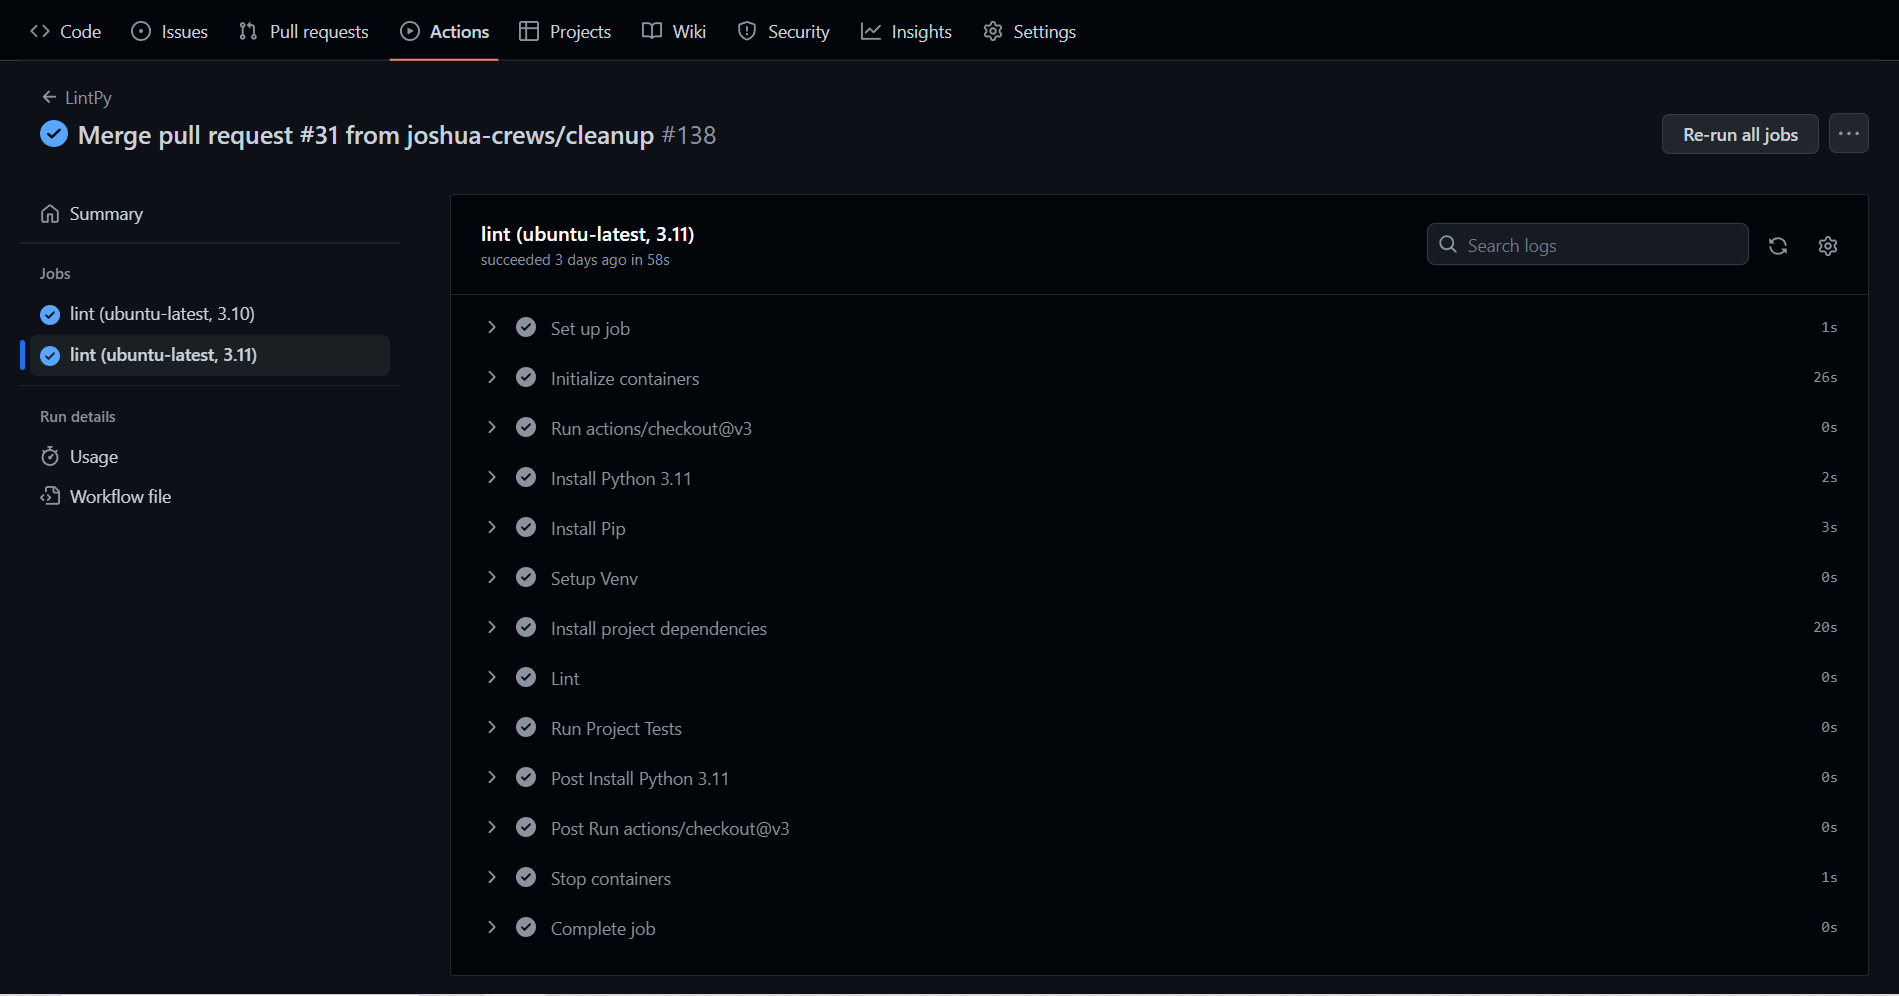 Code Issues Pull requests Actions Projects Wiki Security Insights Settings
LintPy
Merge pull request #31 from joshua-crews/cleanup #138
Re-run all jobs
Summary
Jobs
lint (ubuntu-latest, 3.10)
lint (ubuntu-latest, 3.11)
Run details
Usage
Workflow file
lint (ubuntu-latest, 3.11)
succeeded 3 days ago in 58s
Search logs
Set up job 1s
Initialize containers 26s
Run actions/checkout@v3 0s
Install Python 3.11 2s
Install Pip 3s
Setup Venv 0s
Install project dependencies 20s
Lint 0s
Run Project Tests 0s
Post Install Python 3.11 0s
Post Run actions/checkout@v3 0s
Stop containers 1s
Complete job 0s